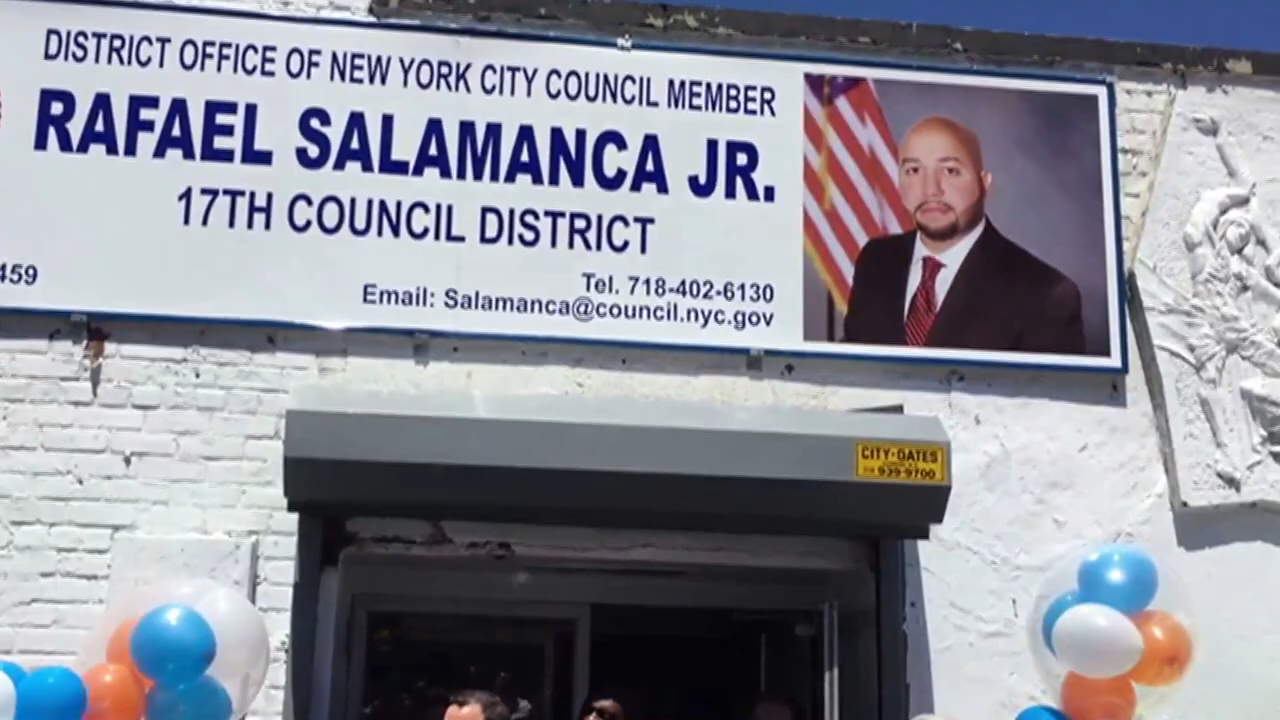 DISTRICT OFFICE OF NEW YORK CITY COUNCIL MEMBER
RAFAEL SALAMANCA JR.
17TH COUNCIL DISTRICT
459
Tel. 718-402-6130
Email: Salamanca@council.nyc.gov
CITY-GATES
939-9700